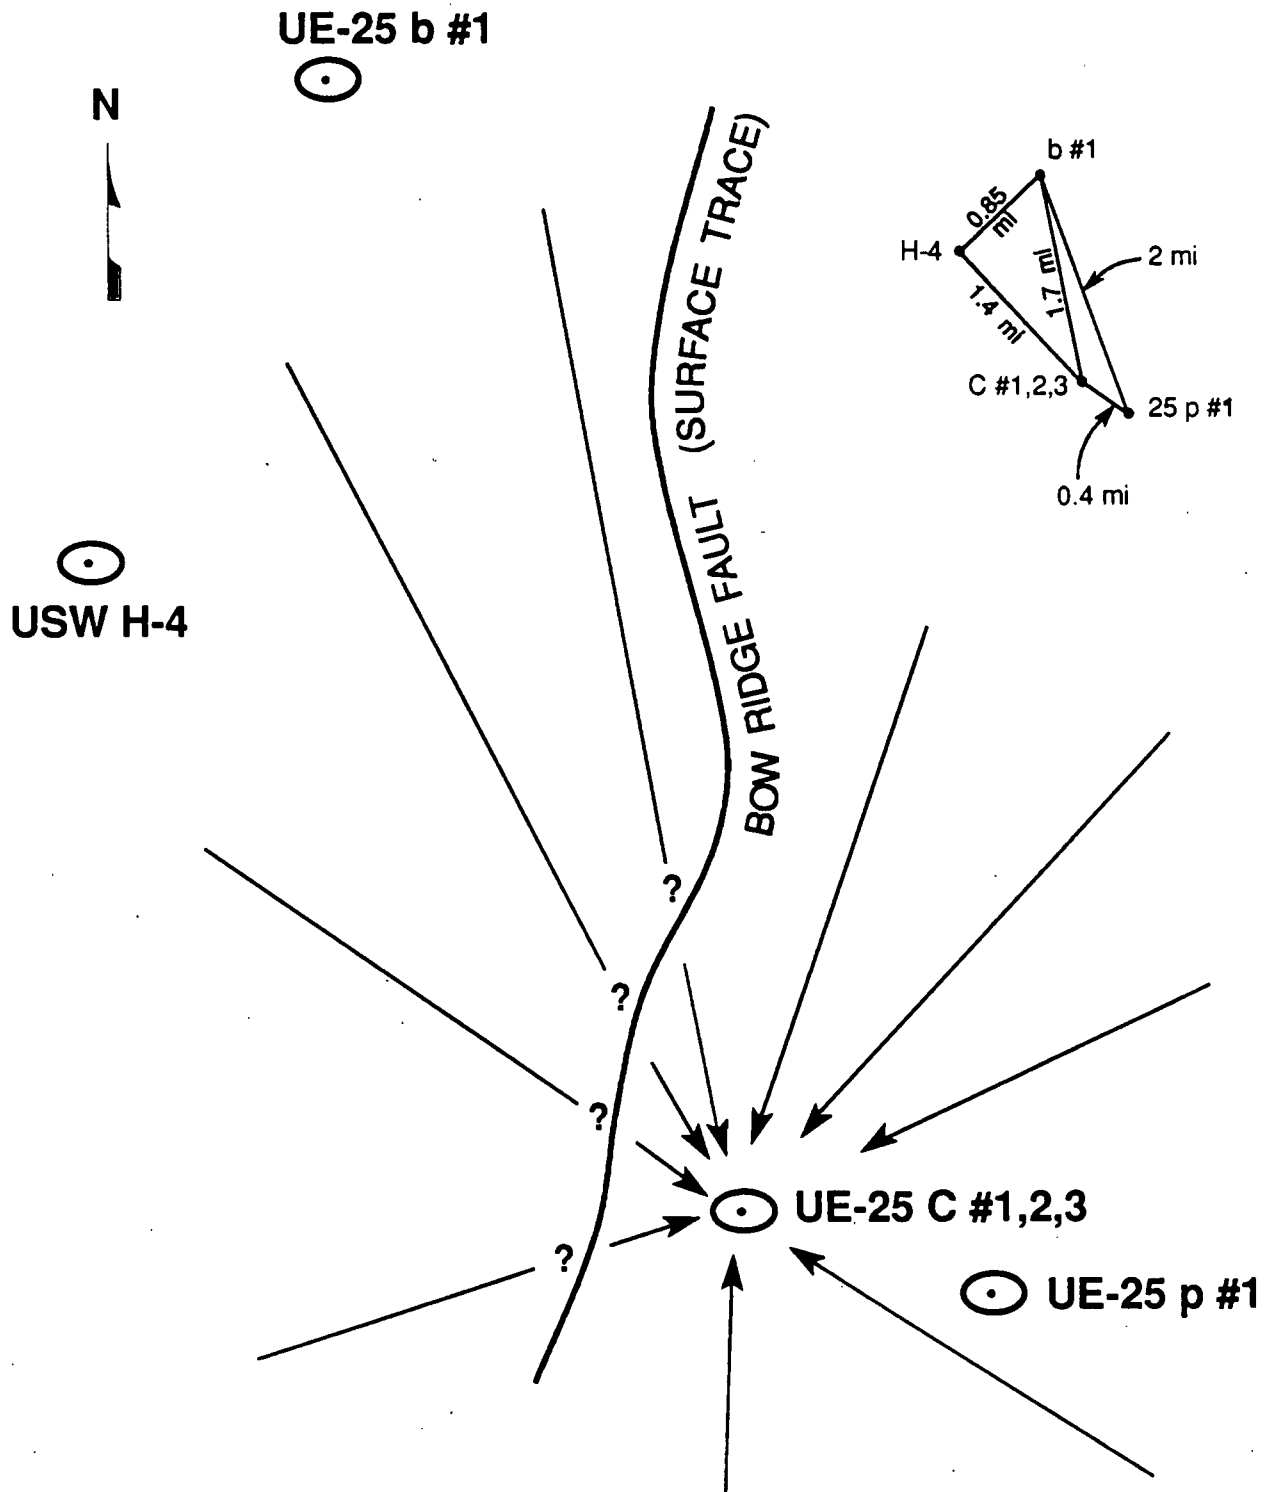 UE-25 b #1
N
BOW RIDGE FAULT (SURFACE TRACE)
b #1
0.85
mi
H-4
1.7 mi
2 mi
1.4 mi
C #1,2,3
25 p #1
0.4 mi
USW H-4
?
?
?
?
UE-25 C #1,2,3
UE-25 p #1